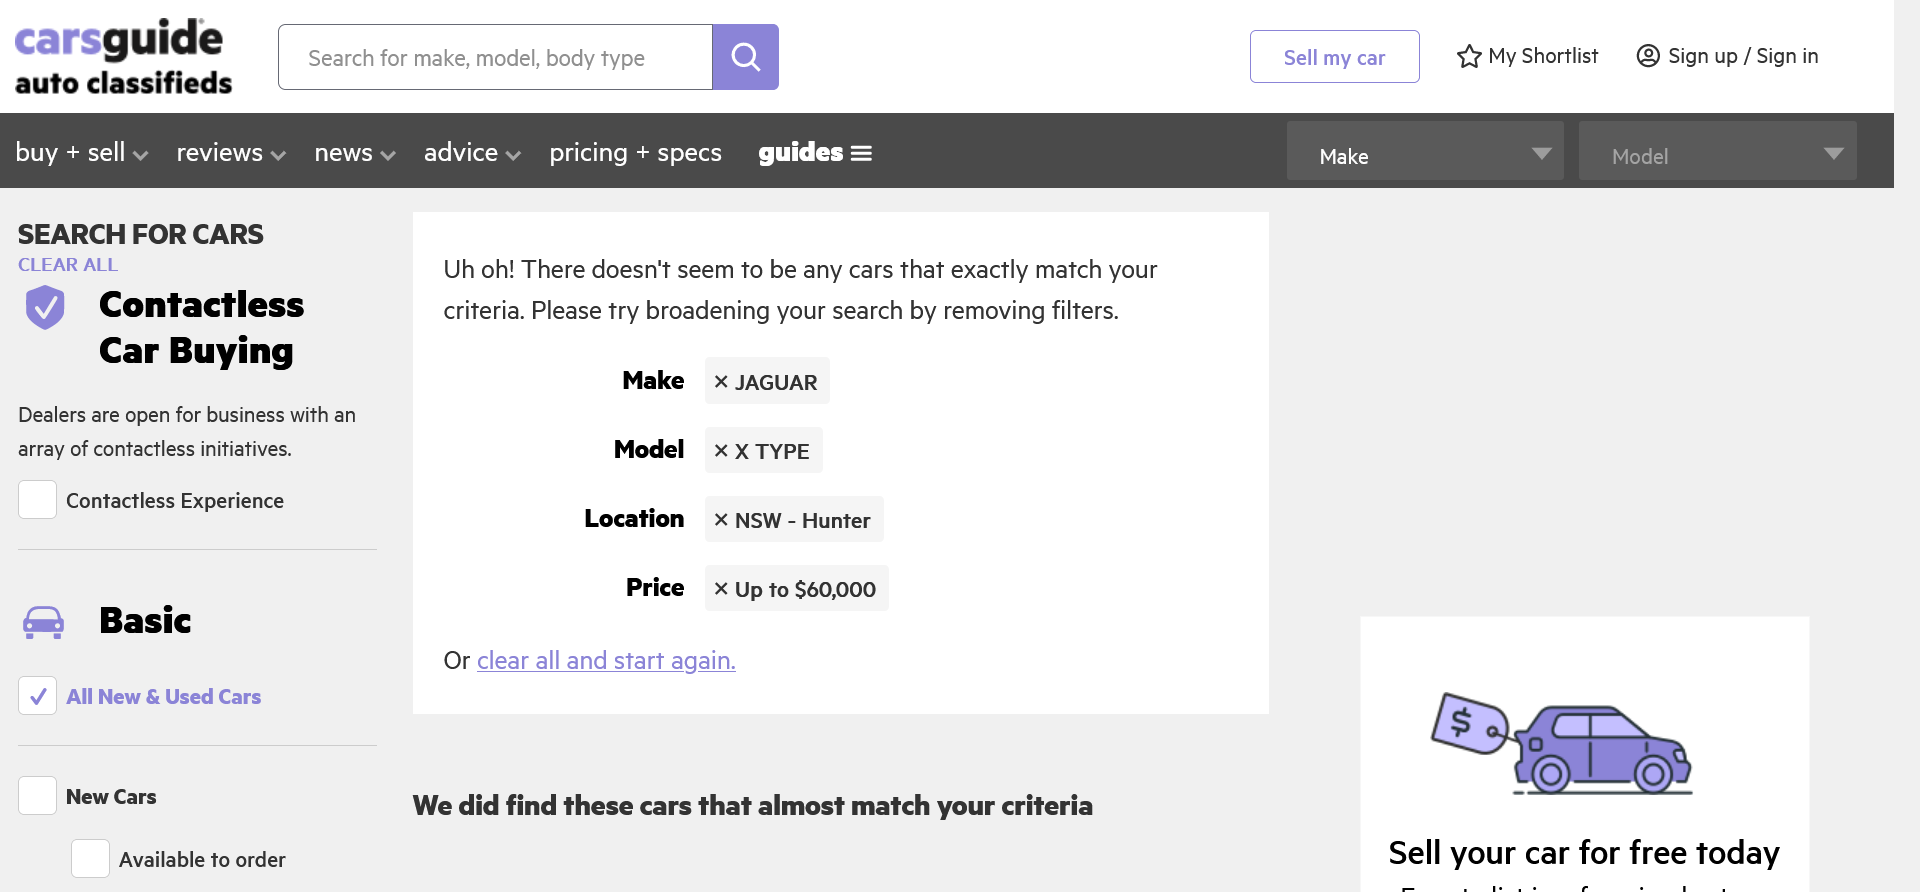 carsguide
auto classifieds
Search for make, model, body type
Sell my car
My Shortlist
Sign up / Sign in
buy + sell
reviews
news
advice
pricing + specs
guides
Make
Model
SEARCH FOR CARS
CLEAR ALL
Contactless
Car Buying
Dealers are open for business with an
array of contactless initiatives.
Contactless Experience
Basic
All New & Used Cars
New Cars
Available to order
Uh oh! There doesn't seem to be any cars that exactly match your
criteria. Please try broadening your search by removing filters.
Make × JAGUAR
Model × X TYPE
Location × NSW - Hunter
Price × Up to $60,000
Or clear all and start again.
We did find these cars that almost match your criteria
$
Sell your car for free today